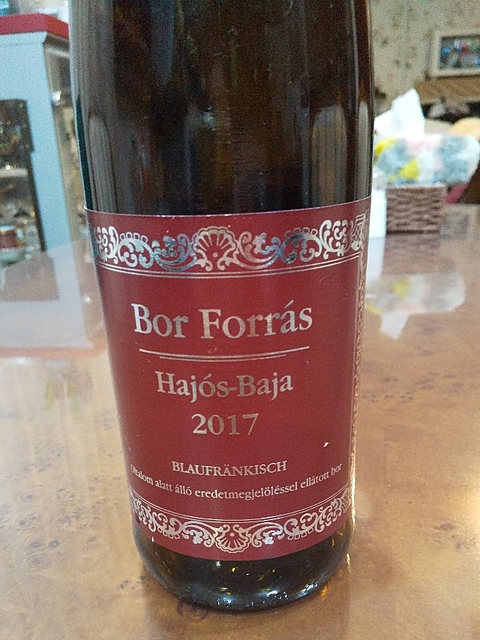 Bor Forrás
Hajós-Baja
2017
BLAUFRÄNKISCH
oltalom alatt álló eredetmegjelöléssel ellátott bor